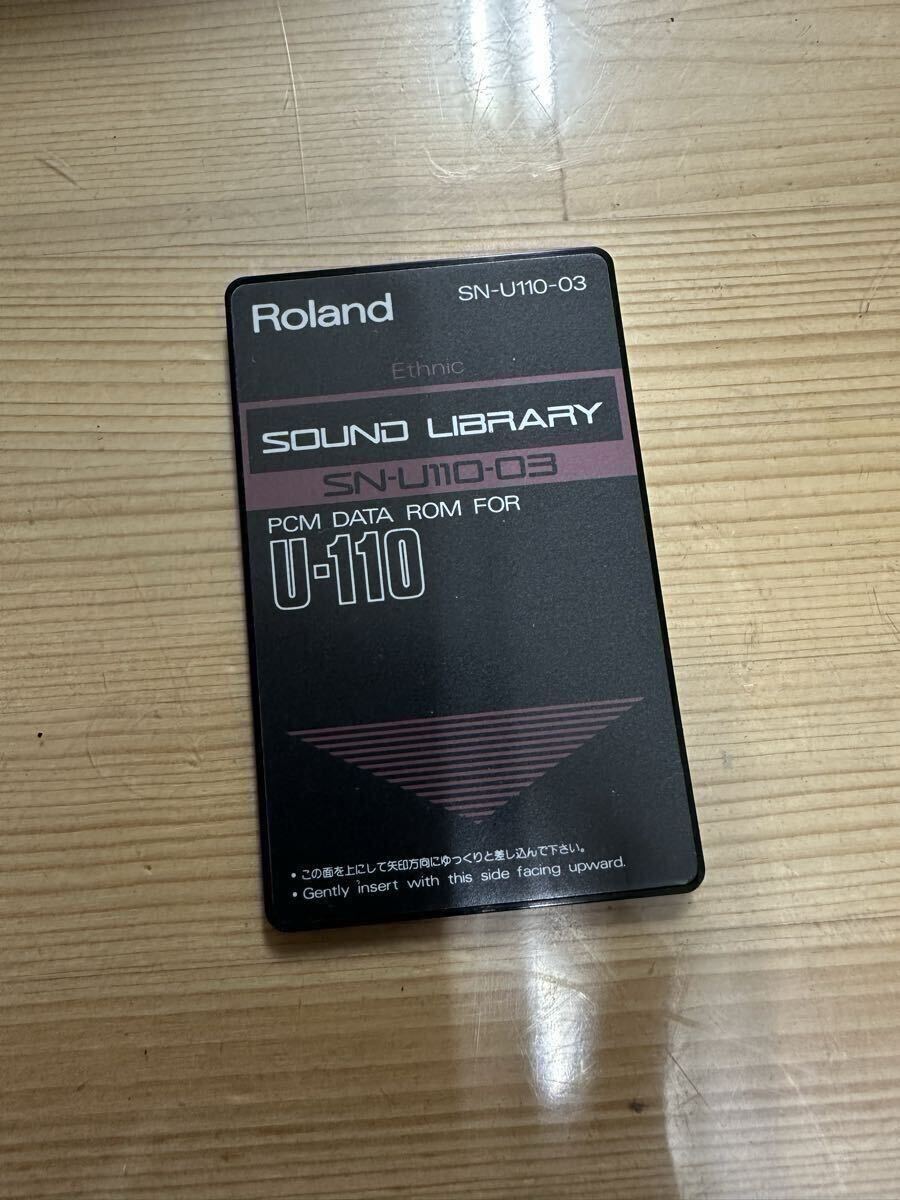 Roland
SN-U110-03
Ethnic
SOUND LIBRARY
SN-U110-03
PCM DATA ROM FOR
U-110
• この面を上にして矢印方向にゆっくりと差し込んで下さい。
• Gently insert with this side facing upward.